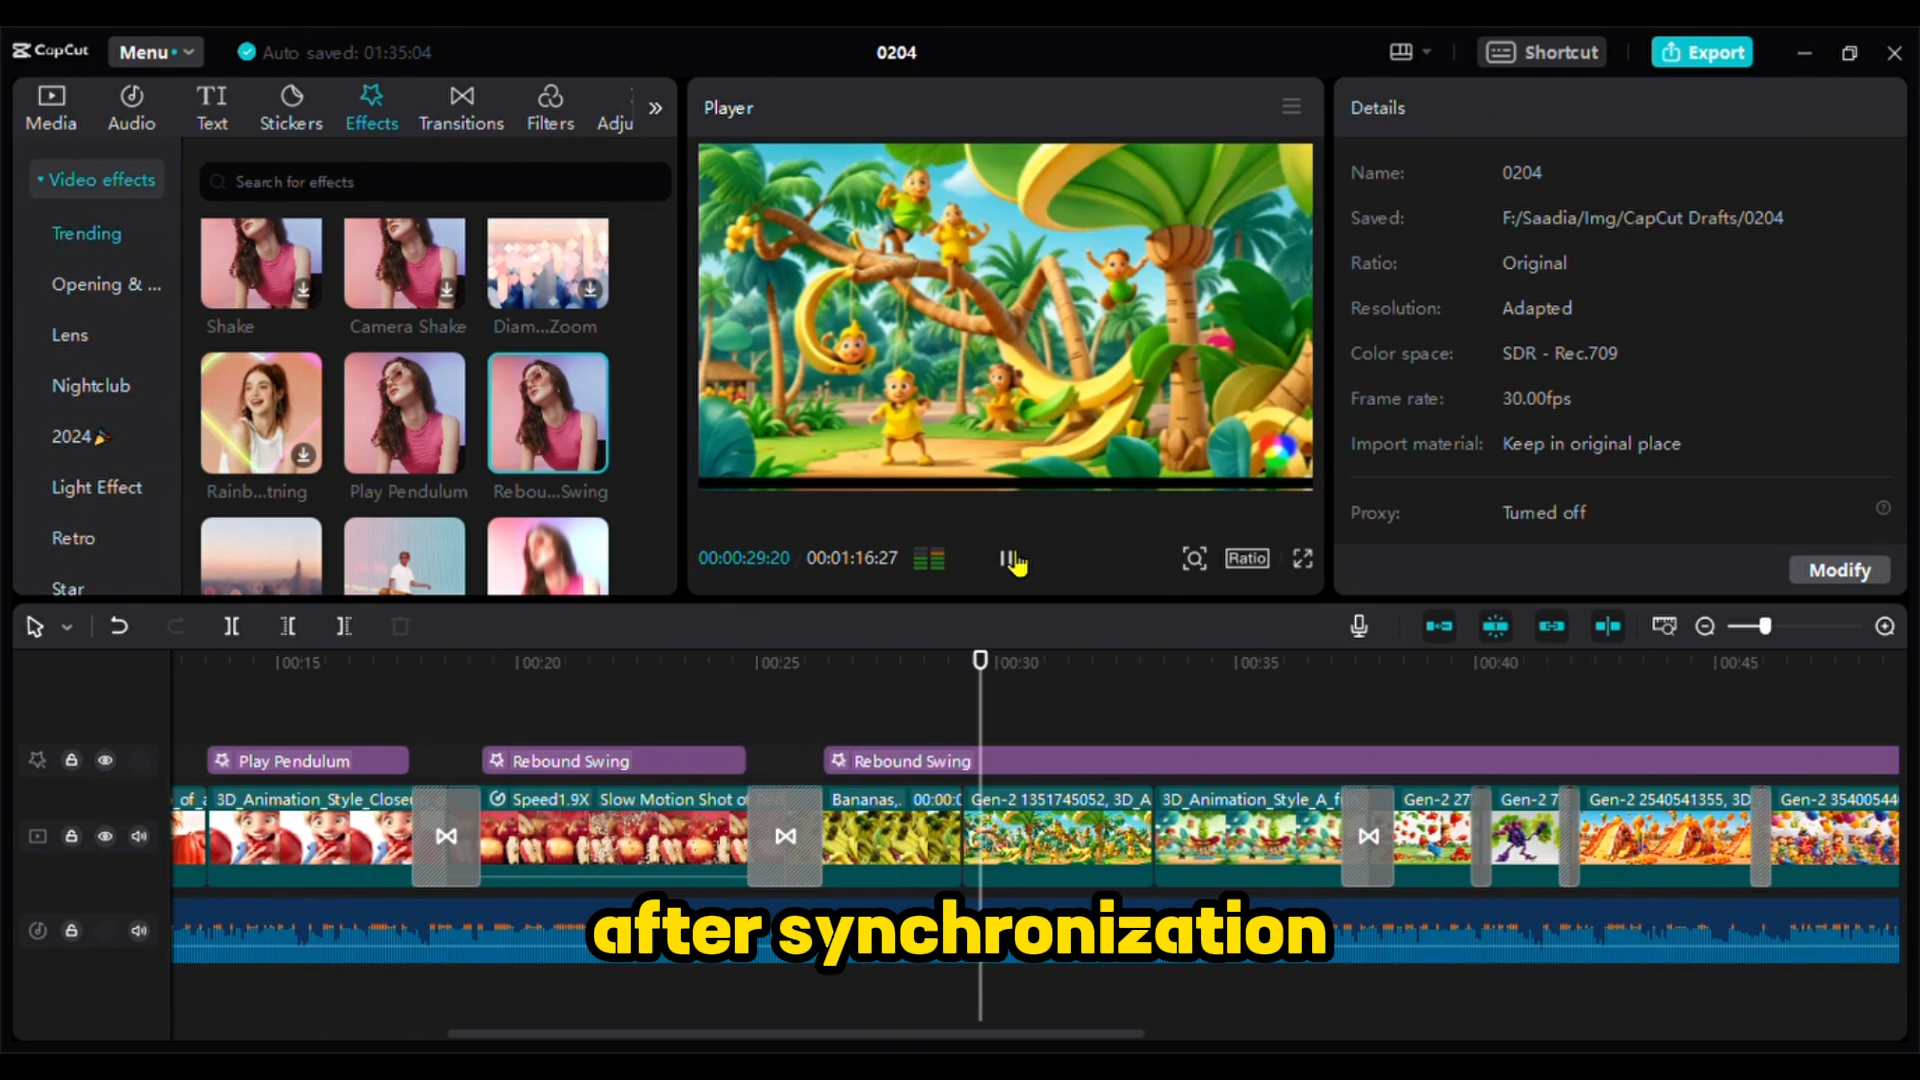 CapCut
Menu
Auto saved: 01:35:04
0204
Shortcut
Export
Media
Audio
TI
Text
Stickers
Effects
Transitions
Filters
Adju
Player
Details
Video effects
Search for effects
Trending
Opening & ...
Lens
Nightclub
2024
Light Effect
Retro
Star
Shake
Camera Shake
Diam...Zoom
Rainb...tning
Play Pendulum
Rebou...Swing
00:00:29:20
00:01:16:27
Ratio
Name: 0204
Saved: F:/Saadia/Img/CapCut Drafts/0204
Ratio: Original
Resolution: Adapted
Color space: SDR - Rec.709
Frame rate: 30.00fps
Import material: Keep in original place
Proxy: Turned off
Modify
00:15
00:20
00:25
00:30
00:35
00:40
00:45
Play Pendulum
Rebound Swing
Rebound Swing
_of_
3D_Animation_Style_Closeu
Speed1.9X Slow Motion Shot of
Bananas,. 00:00:0
Gen-2 1351745052, 3D_A
3D_Animation_Style_A_f
Gen-2 27
Gen-2 7
Gen-2 2540541355, 3D
Gen-2 35400544
after synchronization